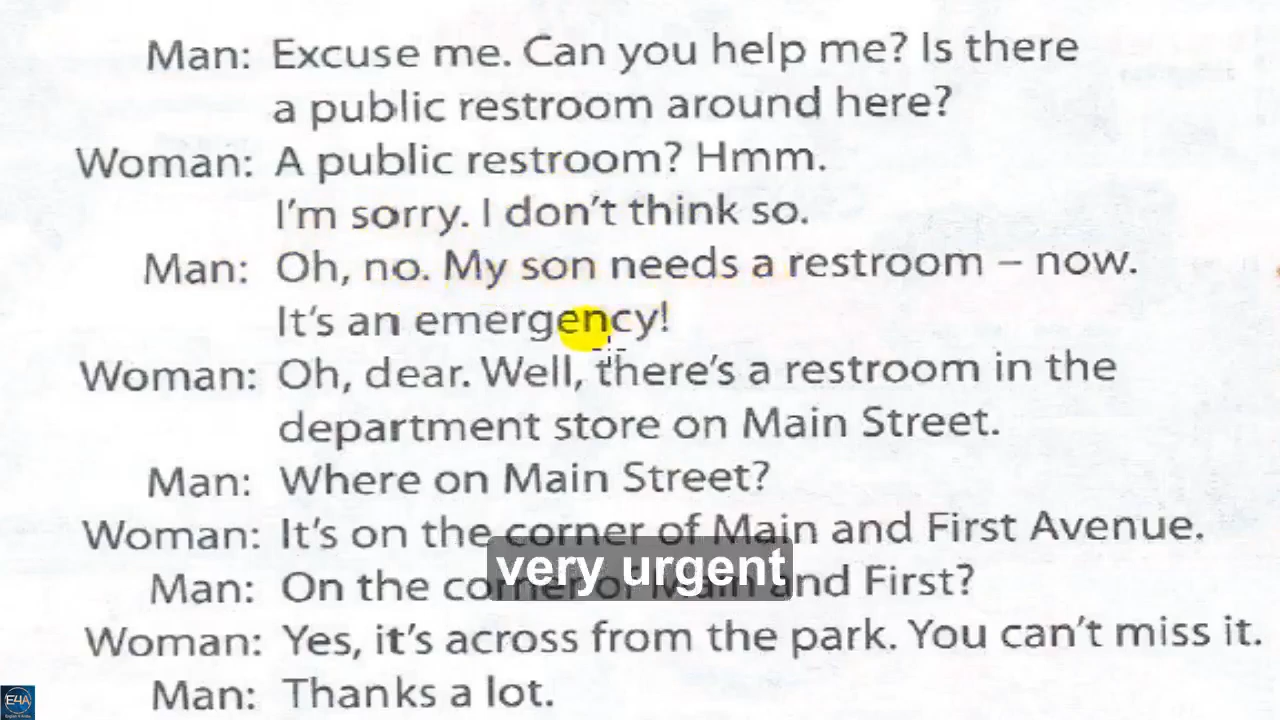 Man: Excuse me. Can you help me? Is there
a public restroom around here?
Woman: A public restroom? Hmm.
I'm sorry. I don't think so.
Man: Oh, no. My son needs a restroom – now.
It's an emergency!
Woman: Oh, dear. Well, there's a restroom in the
department store on Main Street.
Man: Where on Main Street?
Woman: It's on the corner of Main and First Avenue.
very urgent
Man: On the corner of Main and First?
Woman: Yes, it's across from the park. You can't miss it.
Man: Thanks a lot.
E4A